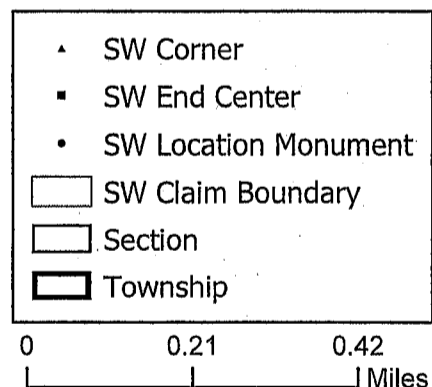 SW Corner
SW End Center
SW Location Monument
SW Claim Boundary
Section
Township
0 0.21 0.42
Miles